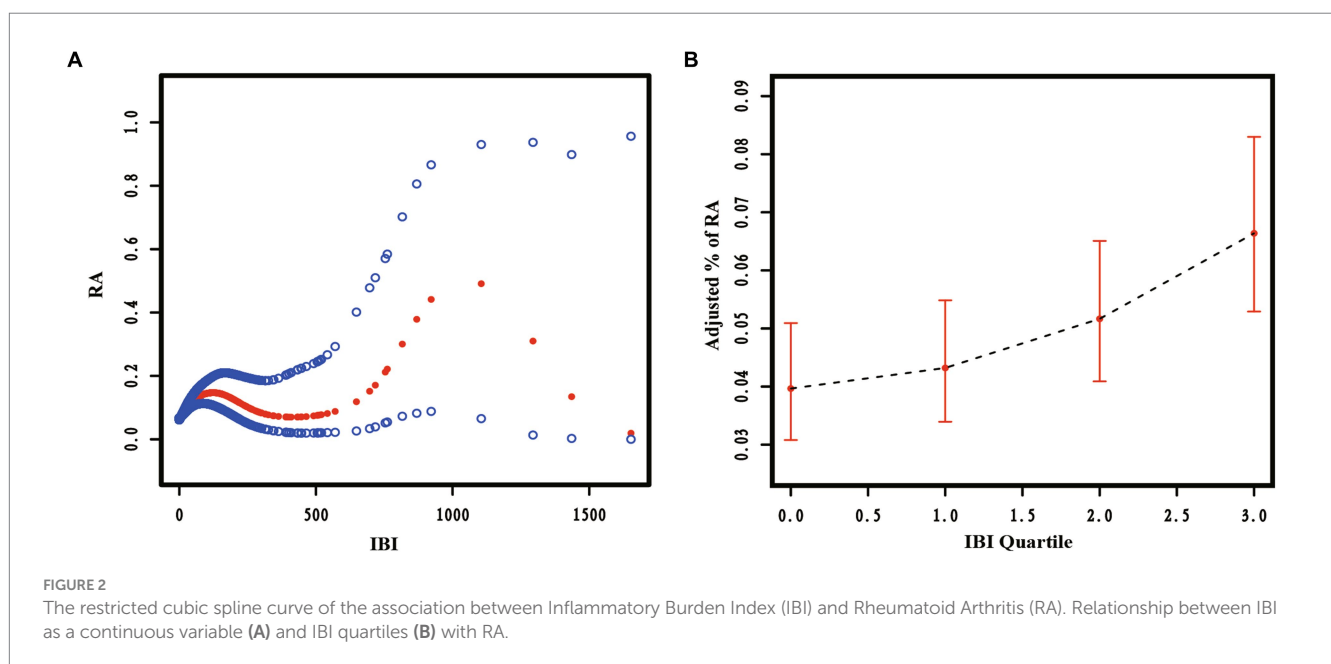 A
B
RA
1.0
0.8
0.6
0.4
0.2
0.0
0 500 1000 1500
IBI
Adjusted % of RA
0.09
0.08
0.07
0.06
0.05
0.04
0.03
0.0 0.5 1.0 1.5 2.0 2.5 3.0
IBI Quartile
FIGURE 2
The restricted cubic spline curve of the association between Inflammatory Burden Index (IBI) and Rheumatoid Arthritis (RA). Relationship between IBI
as a continuous variable (A) and IBI quartiles (B) with RA.